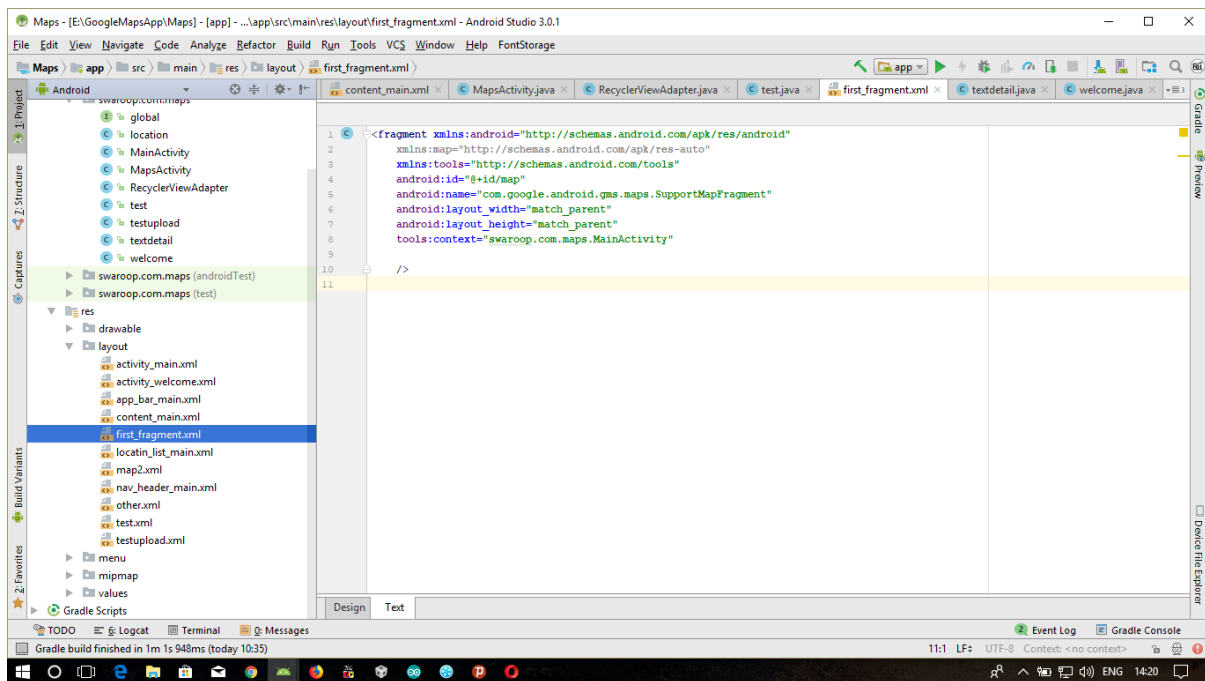 Maps - [E:\GoogleMapsApp\Maps] - [app] - ...\app\src\main\res\layout\first_fragment.xml - Android Studio 3.0.1
File Edit View Navigate Code Analyze Refactor Build Run Tools VCS Window Help FontStorage
Maps app src main res layout first_fragment.xml app
Android content_main.xml MapsActivity.java RecyclerViewAdapter.java test.java first_fragment.xml textdetail.java welcome.java
1: Project
Z: Structure
Captures
Build Variants
2: Favorites
swaroop.com.maps
global
location
MainActivity
MapsActivity
RecyclerViewAdapter
test
testupload
textdetail
welcome
swaroop.com.maps (androidTest)
swaroop.com.maps (test)
res
drawable
layout
activity_main.xml
activity_welcome.xml
app_bar_main.xml
content_main.xml
first_fragment.xml
locatin_list_main.xml
map2.xml
nav_header_main.xml
other.xml
test.xml
testupload.xml
menu
mipmap
values
Gradle Scripts
1 <fragment xmlns:android="http://schemas.android.com/apk/res/android"
2 xmlns:map="http://schemas.android.com/apk/res-auto"
3 xmlns:tools="http://schemas.android.com/tools"
4 android:id="@+id/map"
5 android:name="com.google.android.gms.maps.SupportMapFragment"
6 android:layout_width="match_parent"
7 android:layout_height="match_parent"
8 tools:context="swaroop.com.maps.MainActivity"
9
10 />
11
Gradle
Preview
Device File Explorer
Design Text
TODO 6: Logcat Terminal 0: Messages 2 Event Log Gradle Console
Gradle build finished in 1m 1s 948ms (today 10:35) 11:1 LF UTF-8 Context: <no context>
ENG 14:20